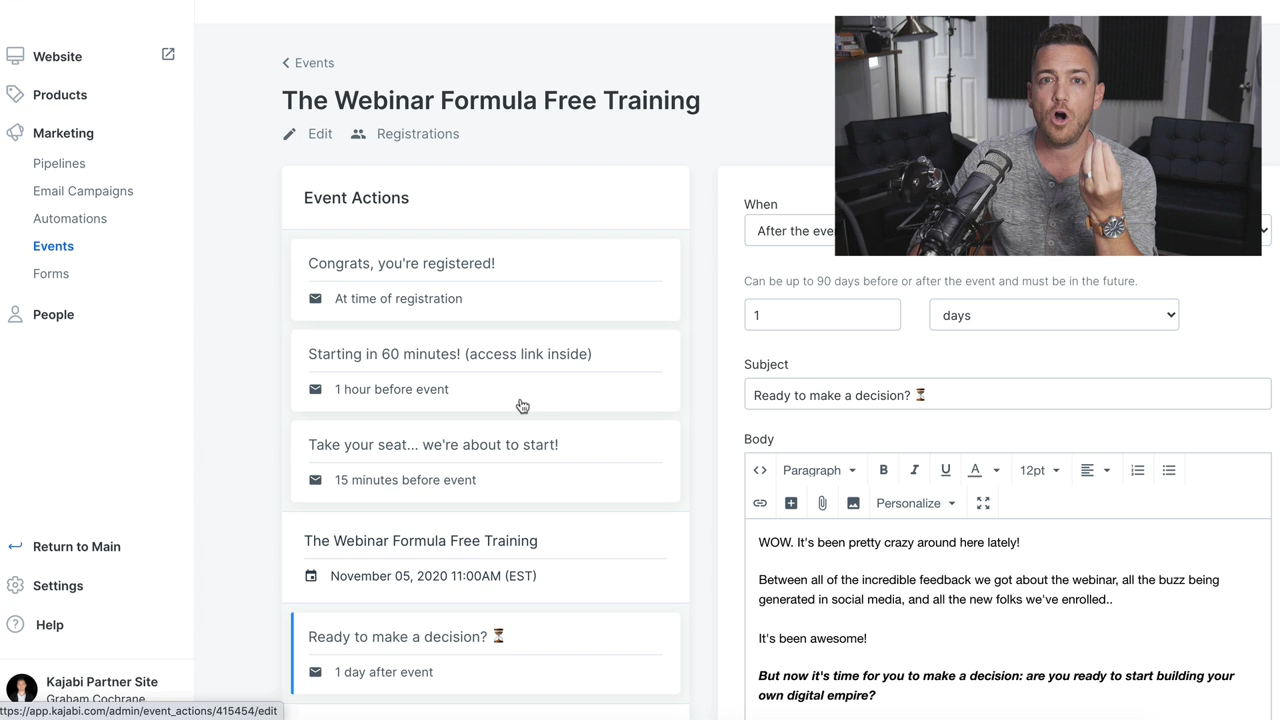 Website
Products
Marketing
Pipelines
Email Campaigns
Automations
Events
Forms
People
Return to Main
Settings
Help
Kajabi Partner Site
Graham Cochrane
ttps://app.kajabi.com/admin/event_actions/415454/edit
Events
The Webinar Formula Free Training
Edit
Registrations
Event Actions
Congrats, you're registered!
At time of registration
Starting in 60 minutes! (access link inside)
1 hour before event
Take your seat... we're about to start!
15 minutes before event
The Webinar Formula Free Training
November 05, 2020 11:00AM (EST)
Ready to make a decision? ⏳
1 day after event
When
After the
Can be up to 90 days before or after the event and must be in the future.
1
days
Subject
Ready to make a decision? ⏳
Body
Paragraph
B I U A 12pt
Personalize
WOW. It's been pretty crazy around here lately!
Between all of the incredible feedback we got about the webinar, all the buzz being
generated in social media, and all the new folks we've enrolled..
It's been awesome!
But now it's time for you to make a decision: are you ready to start building your
own digital empire?